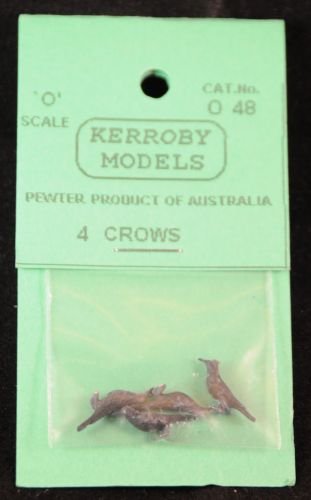 'O' SCALE
CAT.No. O 48
KERROBY
MODELS
PEWTER PRODUCT OF AUSTRALIA
4 CROWS